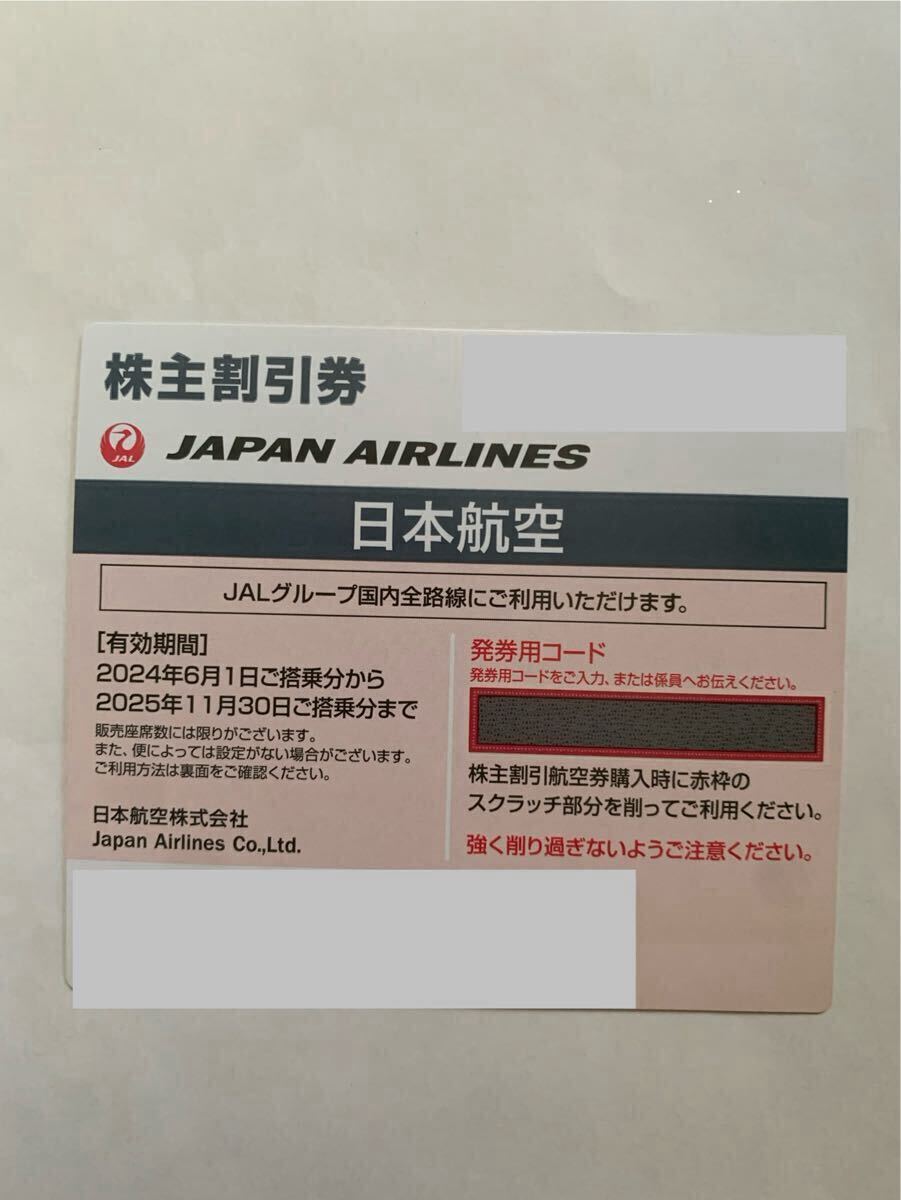 株主割引券
JAL
JAPAN AIRLINES
日本航空
JALグループ国内全路線にご利用いただけます。
［有効期間］
2024年6月1日ご搭乗分から
2025年11月30日ご搭乗分まで
販売座席数には限りがございます。
また、便によっては設定がない場合がございます。
ご利用方法は裏面をご確認ください。
日本航空株式会社
Japan Airlines Co.,Ltd.
発券用コード
発券用コードをご入力、または係員へお伝えください。
株主割引航空券購入時に赤枠の
スクラッチ部分を削ってご利用ください。
強く削り過ぎないようご注意ください。